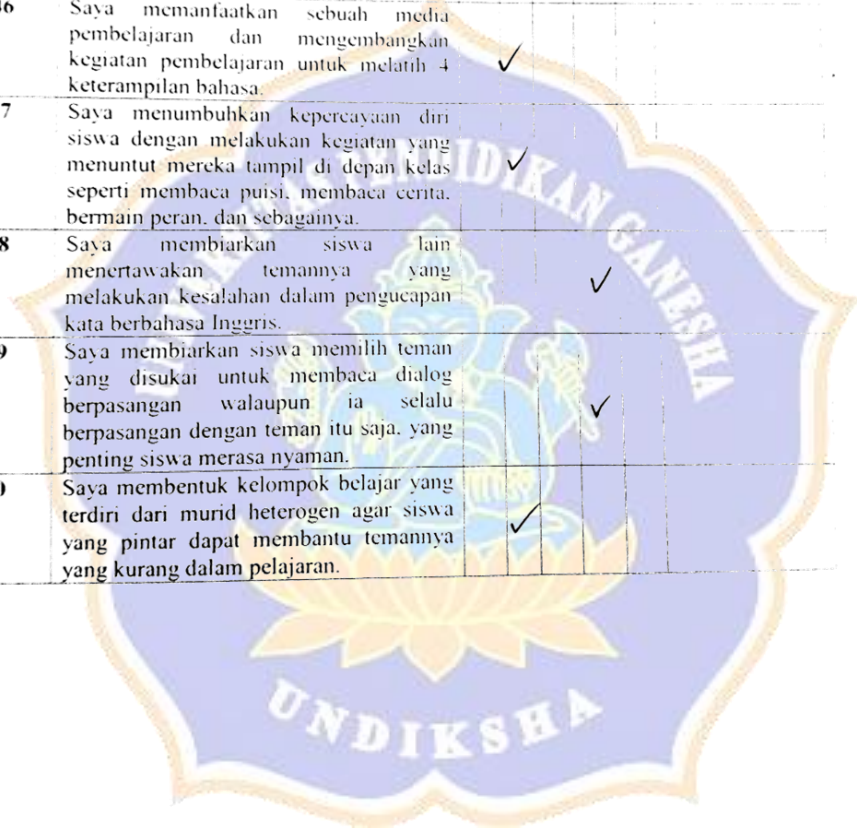 46 Saya memanfaatkan sebuah media
pembelajaran dan mengembangkan
kegiatan pembelajaran untuk melatih 4
keterampilan bahasa.
7 Saya menumbuhkan kepercayaan diri
siswa dengan melakukan kegiatan yang
menuntut mereka tampil di depan kelas
seperti membaca puisi, membaca cerita,
bermain peran, dan sebagainya.
8 Saya membiarkan siswa lain
menertawakan temannya yang
melakukan kesalahan dalam pengucapan
kata berbahasa Inggris.
9 Saya membiarkan siswa memilih teman
yang disukai untuk membaca dialog
berpasangan walaupun ia selalu
berpasangan dengan teman itu saja, yang
penting siswa merasa nyaman.
0 Saya membentuk kelompok belajar yang
terdiri dari murid heterogen agar siswa
yang pintar dapat membantu temannya
yang kurang dalam pelajaran.
UNIVERSITAS PENDIDIKAN GANESHA
UNDIKSHA